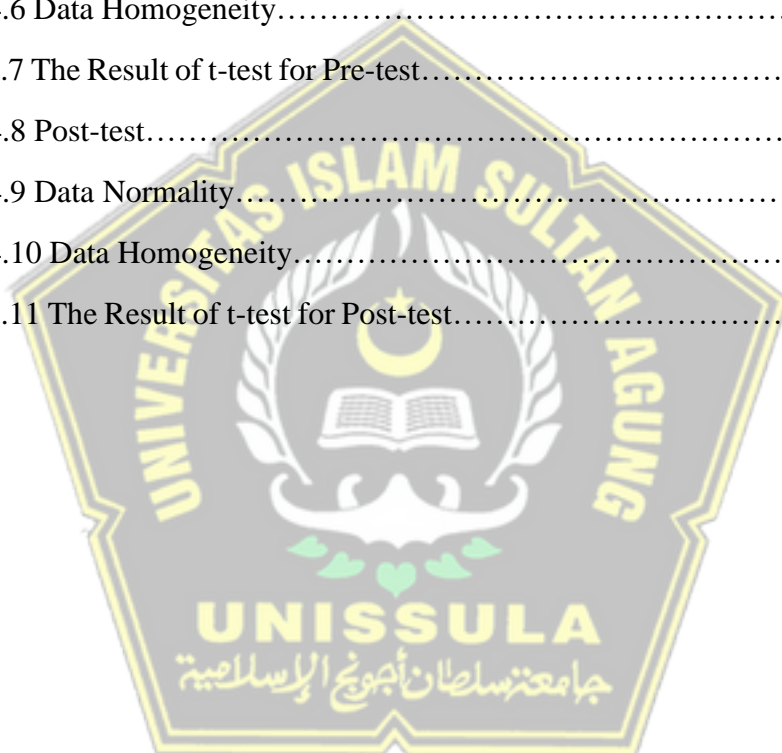 .6 Data Homogeneity……………………………………
.7 The Result of t-test for Pre-test……………………………
.8 Post-test……………………………………………
.9 Data Normality…………………………………………
.10 Data Homogeneity……………………………………
.11 The Result of t-test for Post-test…………………………
UNIVERSITAS ISLAM SULTAN AGUNG
UNISSULA
جامعة سلطان أجونج الإسلامية